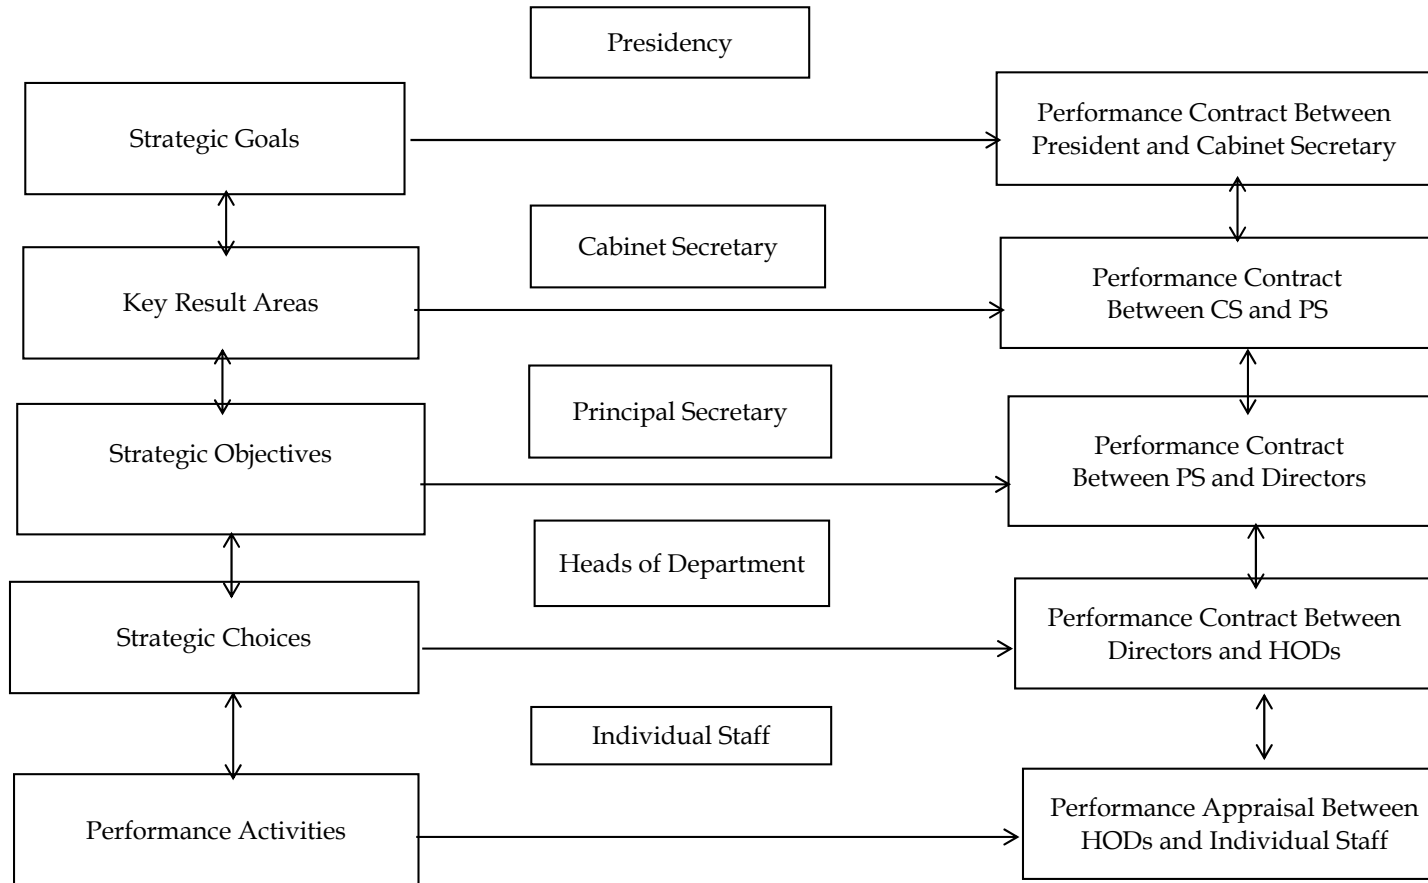 Presidency
Strategic Goals
Performance Contract Between
President and Cabinet Secretary
Cabinet Secretary
Key Result Areas
Performance Contract
Between CS and PS
Principal Secretary
Strategic Objectives
Performance Contract
Between PS and Directors
Heads of Department
Strategic Choices
Performance Contract Between
Directors and HODs
Individual Staff
Performance Activities
Performance Appraisal Between
HODs and Individual Staff